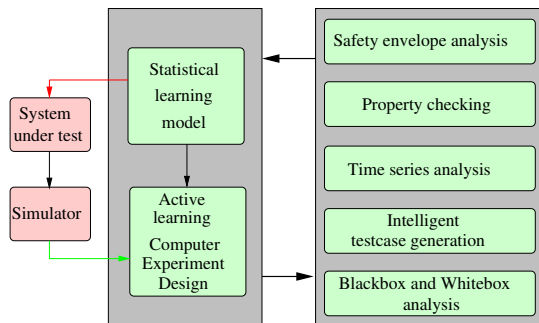 System
under test
Simulator
Statistical
learning
model
Active
learning
Computer
Experiment
Design
Safety envelope analysis
Property checking
Time series analysis
Intelligent
testcase generation
Blackbox and Whitebox
analysis